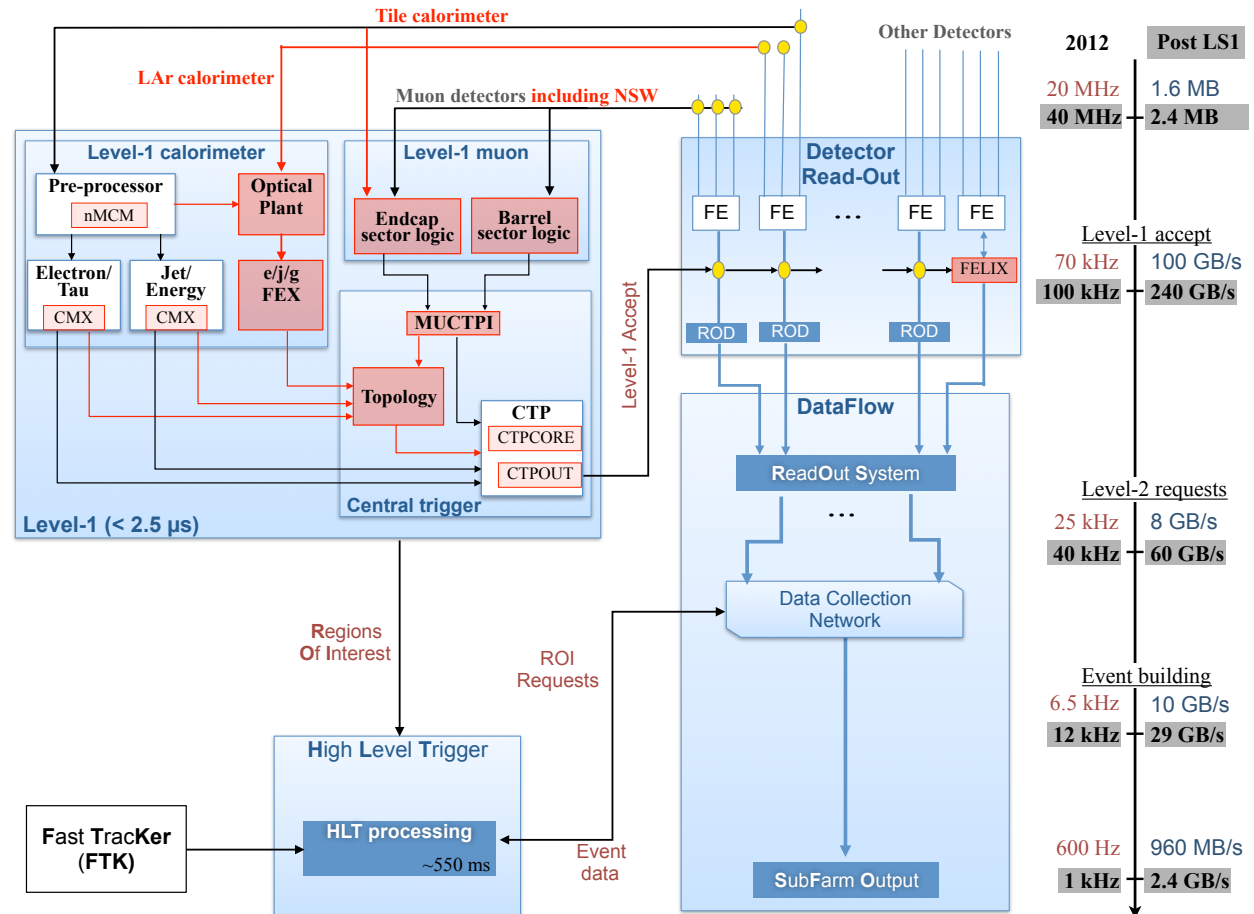 Tile calorimeter
Other Detectors
2012
Post LS1
LAr calorimeter
Muon detectors including NSW
20 MHz
1.6 MB
40 MHz
2.4 MB
Level-1 calorimeter
Level-1 muon
Detector
Read-Out
Pre-processor
nMCM
Optical
Plant
Endcap
sector logic
Barrel
sector logic
FE
FE
...
FE
FE
Level-1 accept
70 kHz
100 GB/s
100 kHz
240 GB/s
Electron/
Tau
CMX
Jet/
Energy
CMX
e/j/g
FEX
FELIX
MUCTPI
Level-1 Accept
ROD
ROD
ROD
Topology
CTP
CTPCORE
CTPOUT
Central trigger
Level-1 (< 2.5 µs)
DataFlow
ReadOut System
...
Level-2 requests
25 kHz
8 GB/s
40 kHz
60 GB/s
Data Collection
Network
Regions
Of Interest
ROI
Requests
Event building
6.5 kHz
10 GB/s
12 kHz
29 GB/s
High Level Trigger
Fast TracKer
(FTK)
HLT processing
~550 ms
Event
data
SubFarm Output
600 Hz
960 MB/s
1 kHz
2.4 GB/s